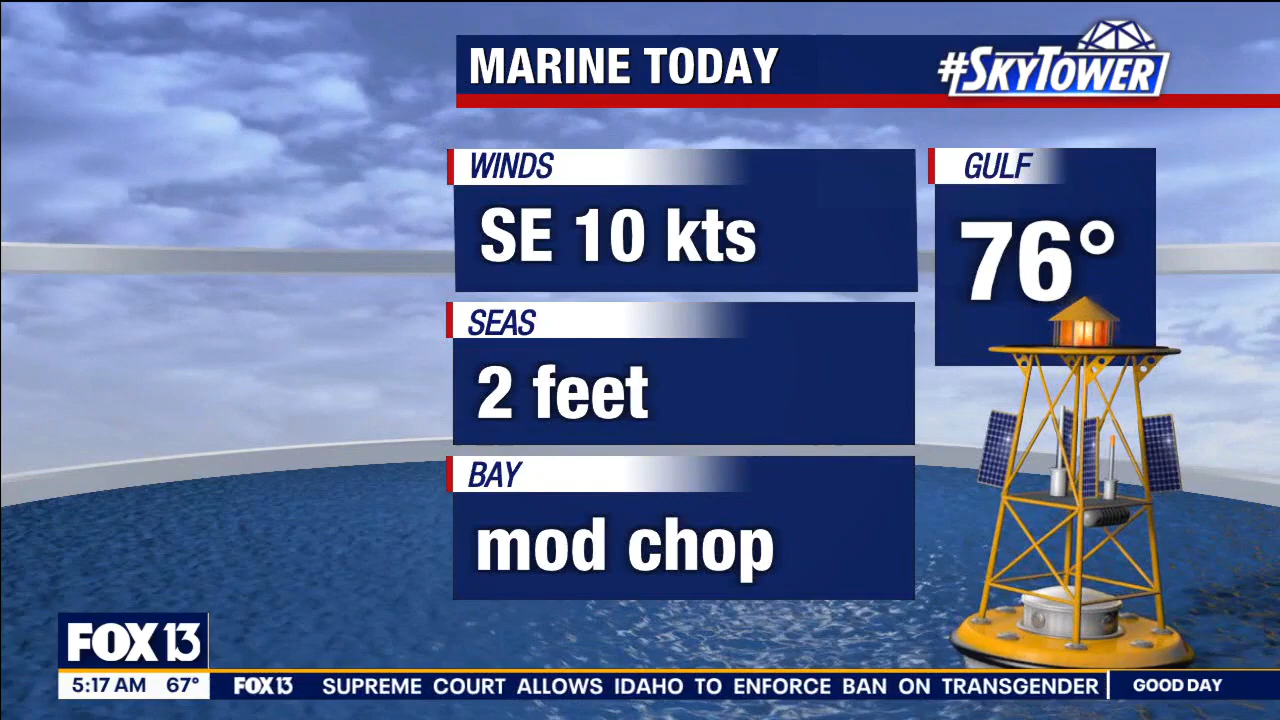 MARINE TODAY
#SKYTOWER
WINDS
SE 10 kts
GULF
76°
SEAS
2 feet
BAY
mod chop
FOX 13
5:17 AM 67°
FOX 13 SUPREME COURT ALLOWS IDAHO TO ENFORCE BAN ON TRANSGENDER
GOOD DAY